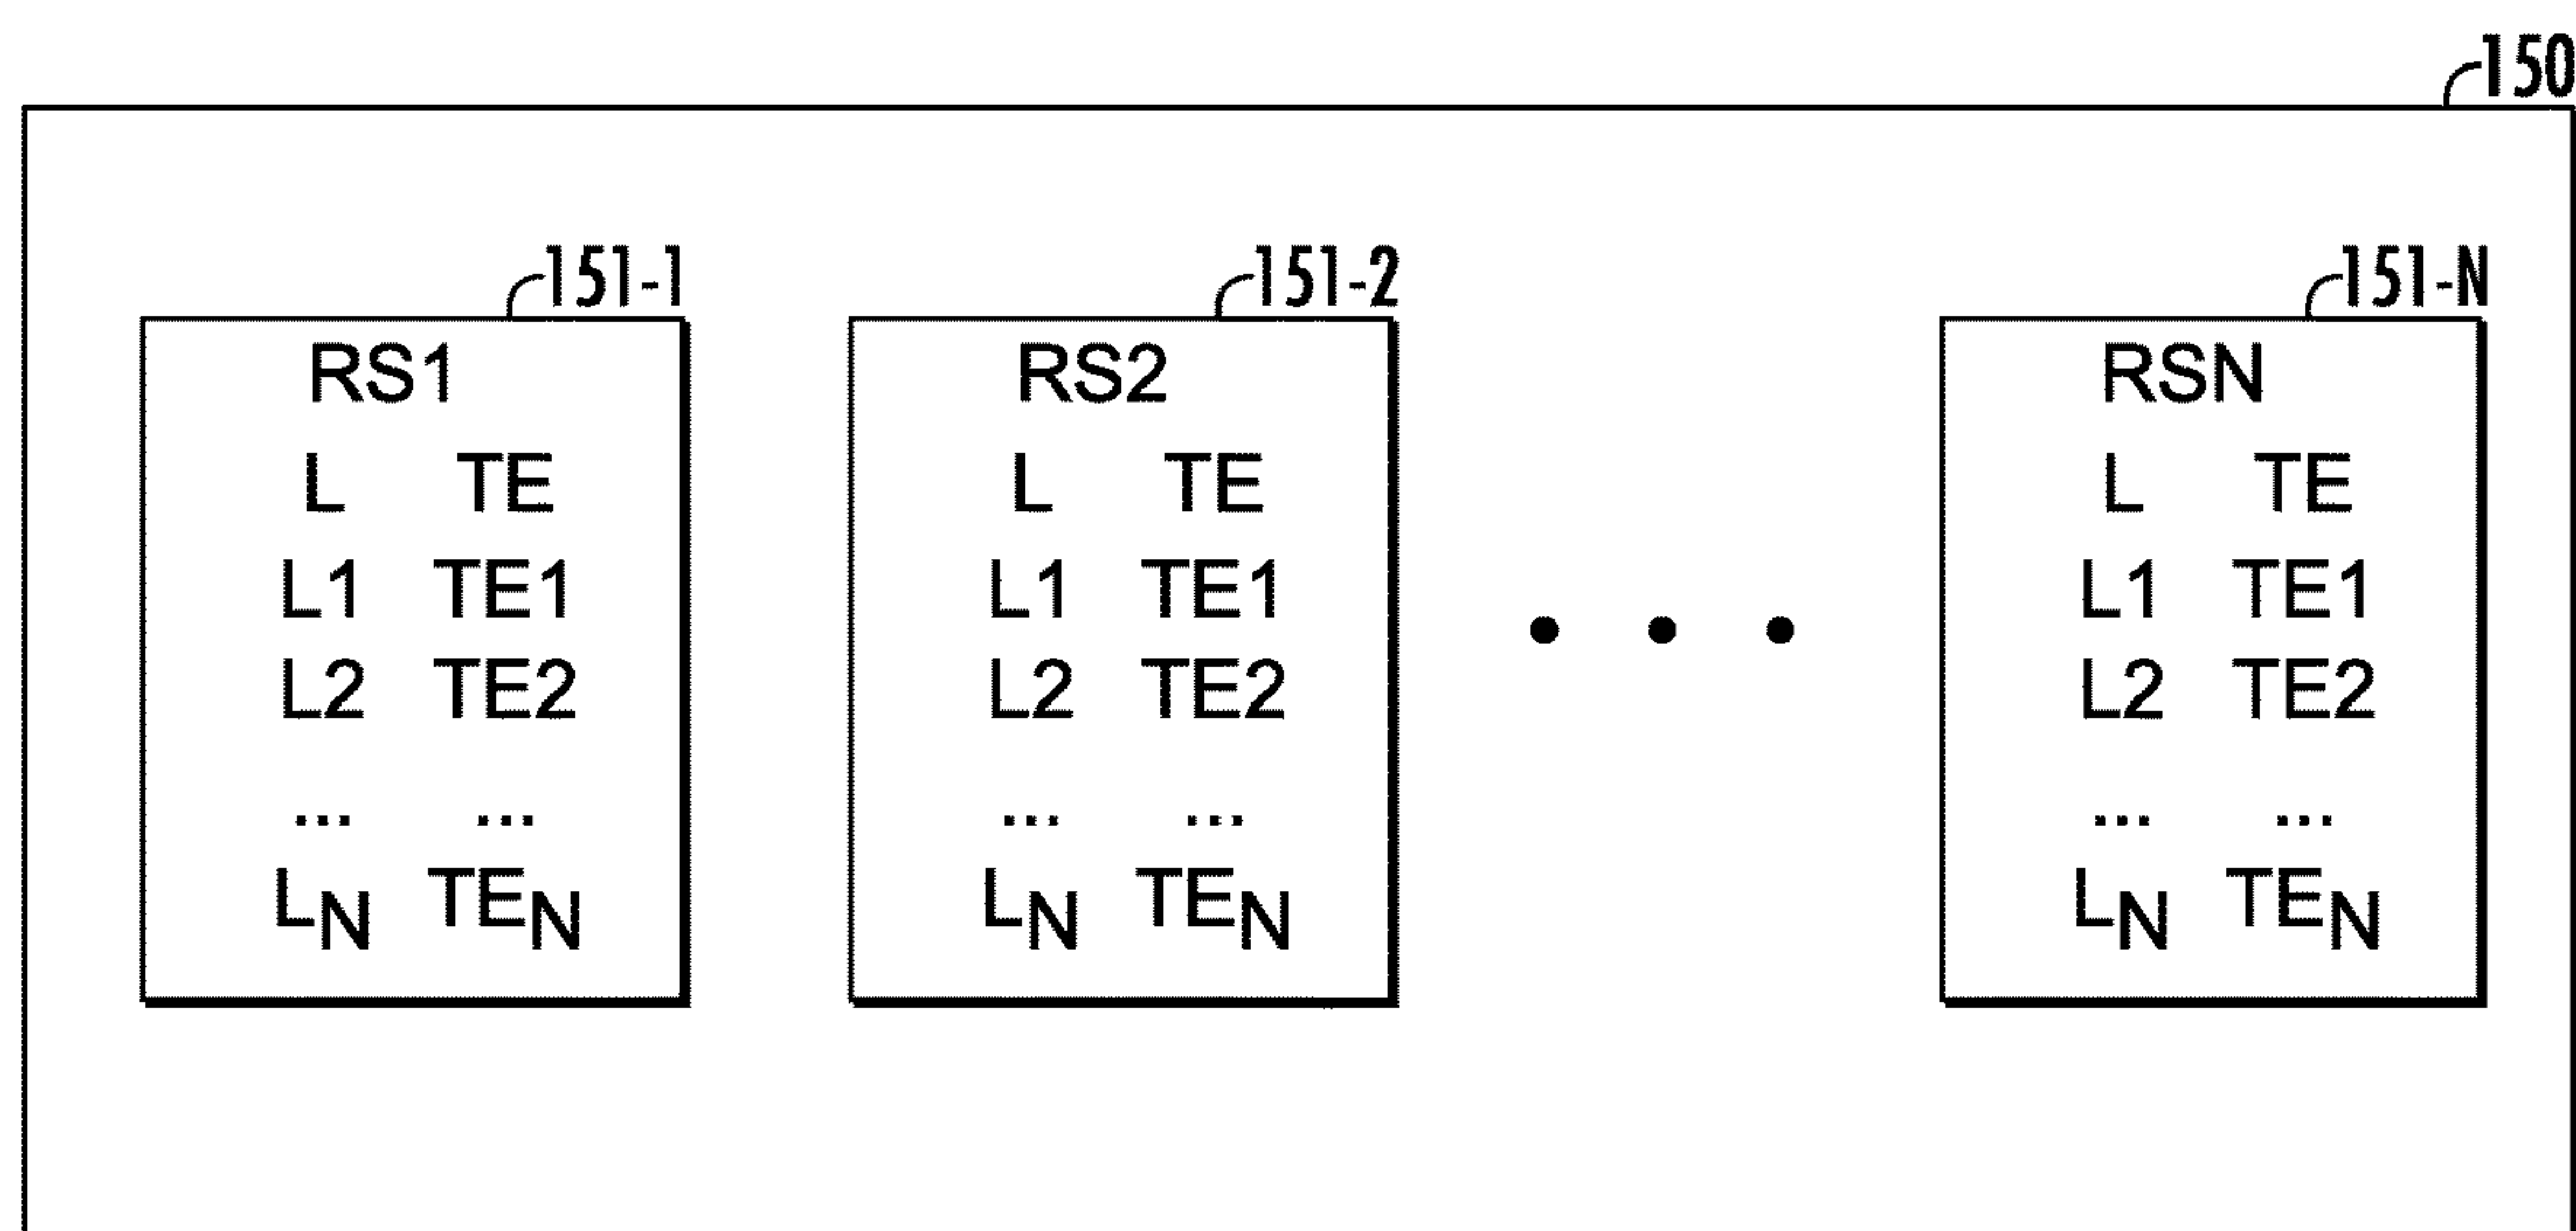 150
151-1
151-2
151-N
RS1
L TE
L1 TE1
L2 TE2
... ...
LN TEN
RS2
L TE
L1 TE1
L2 TE2
... ...
LN TEN
RSN
L TE
L1 TE1
L2 TE2
... ...
LN TEN